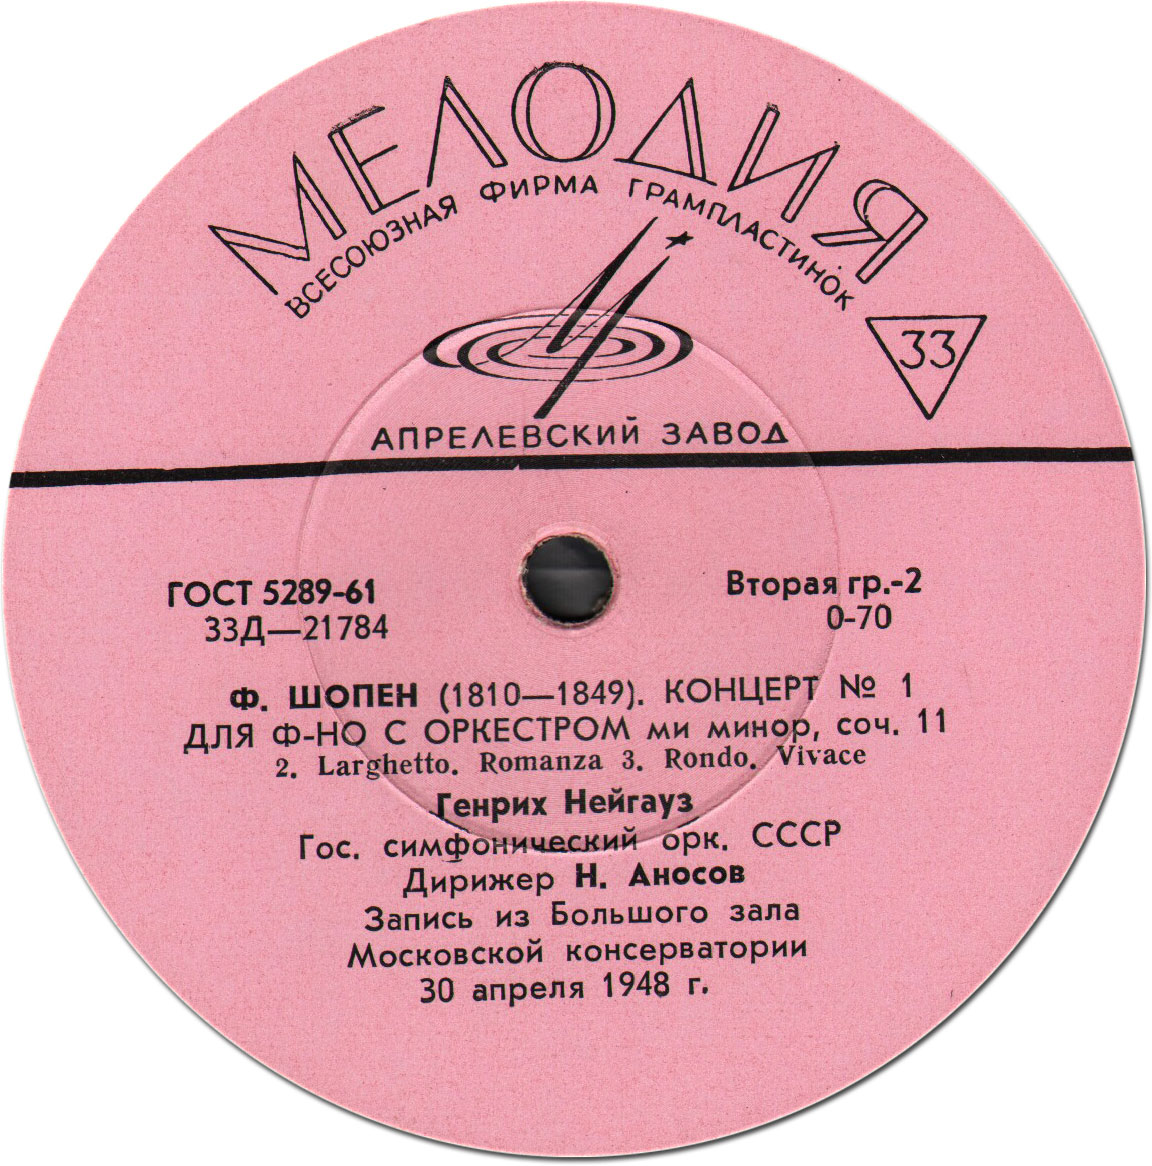 МЕЛОДИЯ
ВСЕСОЮЗНАЯ ФИРМА ГРАМПЛАСТИНОК
33
АПРЕЛЕВСКИЙ ЗАВОД
ГОСТ 5289-61
Вторая гр.-2
33Д—21784
0-70
Ф. ШОПЕН (1810—1849). КОНЦЕРТ № 1
ДЛЯ Ф-НО С ОРКЕСТРОМ ми минор, соч. 11
2. Larghetto. Romanza 3. Rondo. Vivace
Генрих Нейгауз
Гос. симфонический орк. СССР
Дирижер Н. Аносов
Запись из Большого зала
Московской консерватории
30 апреля 1948 г.